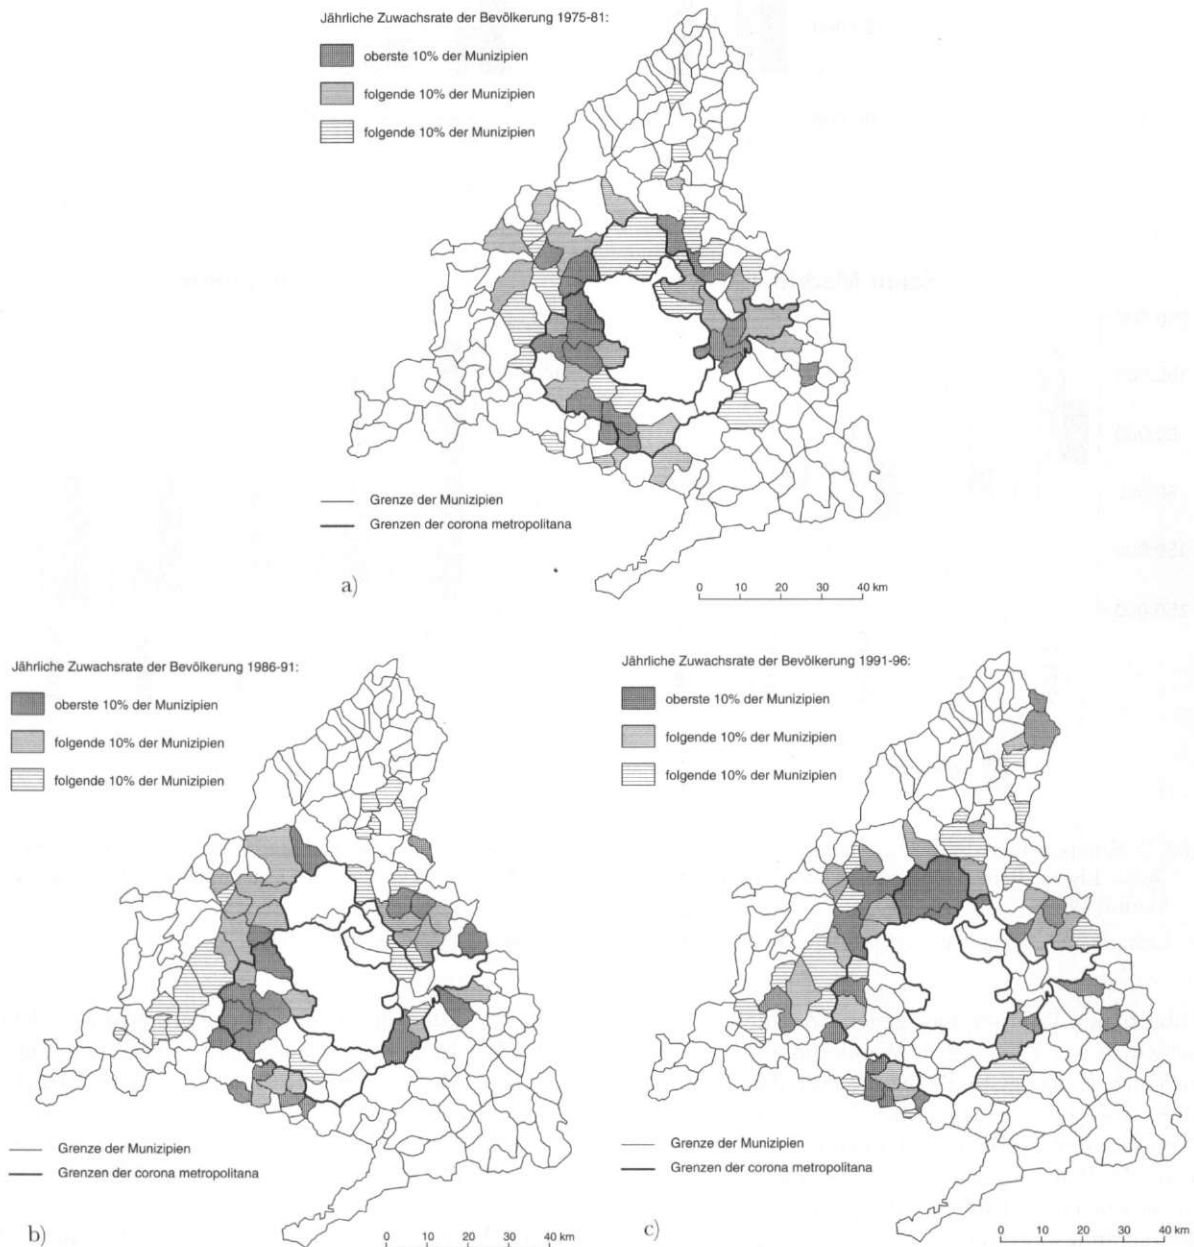 Jährliche Zuwachsrate der Bevölkerung 1975-81:
oberste 10% der Munizipien
folgende 10% der Munizipien
folgende 10% der Munizipien
Grenze der Munizipien
Grenzen der corona metropolitana
0 10 20 30 40 km
a)
Jährliche Zuwachsrate der Bevölkerung 1986-91:
oberste 10% der Munizipien
folgende 10% der Munizipien
folgende 10% der Munizipien
Grenze der Munizipien
Grenzen der corona metropolitana
0 10 20 30 40 km
b)
Jährliche Zuwachsrate der Bevölkerung 1991-96:
oberste 10% der Munizipien
folgende 10% der Munizipien
folgende 10% der Munizipien
Grenze der Munizipien
Grenzen der corona metropolitana
0 10 20 30 40 km
c)